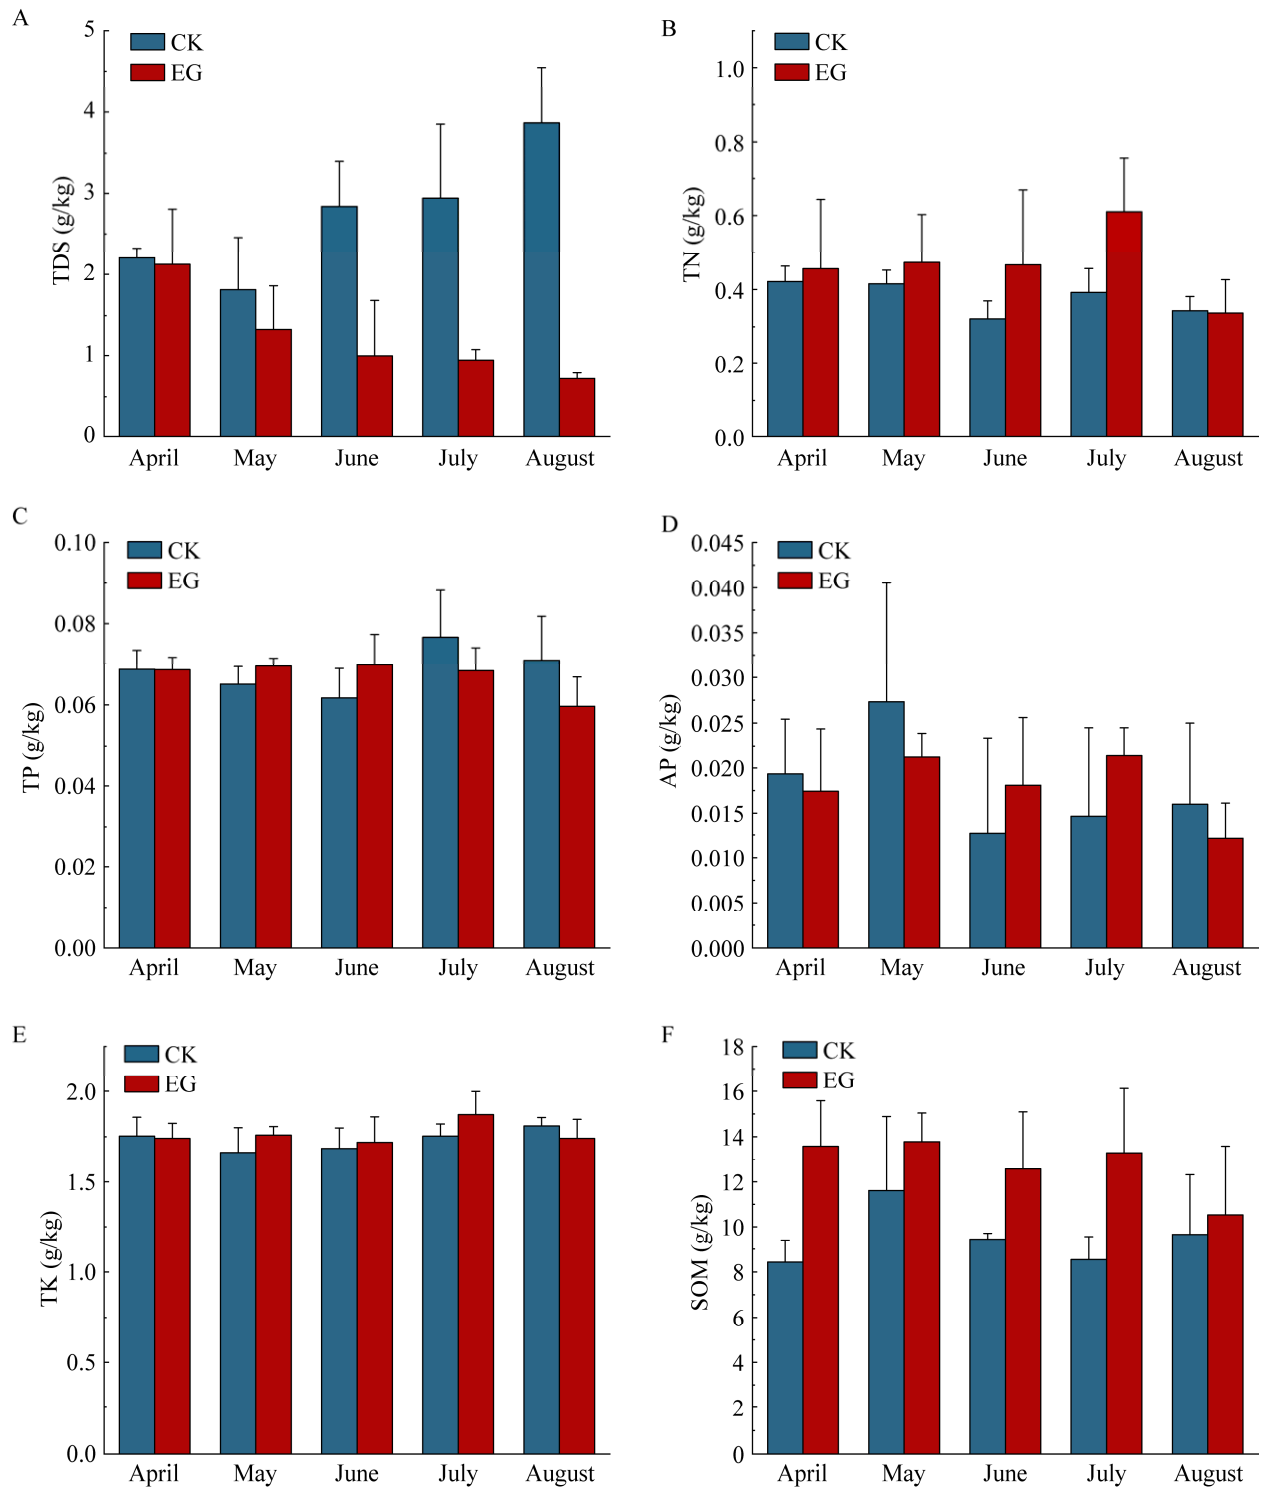 A
CK
EG
5
4
3
2
1
0
TDS (g/kg)
April May June July August
B
CK
EG
1.0
0.8
0.6
0.4
0.2
0.0
TN (g/kg)
April May June July August
C
CK
EG
0.10
0.08
0.06
0.04
0.02
0.00
TP (g/kg)
April May June July August
D
CK
EG
0.045
0.040
0.035
0.030
0.025
0.020
0.015
0.010
0.005
0.000
AP (g/kg)
April May June July August
E
CK
EG
2.0
1.5
1.0
0.5
0.0
TK (g/kg)
April May June July August
F
CK
EG
18
16
14
12
10
8
6
4
2
0
SOM (g/kg)
April May June July August